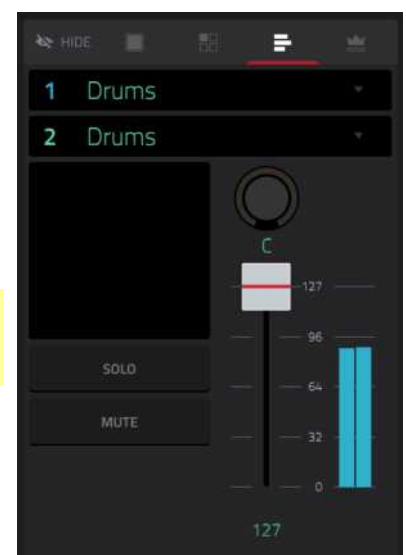 HIDE
1 Drums
2 Drums
C
127
96
SOLO
64
MUTE
32
0
127